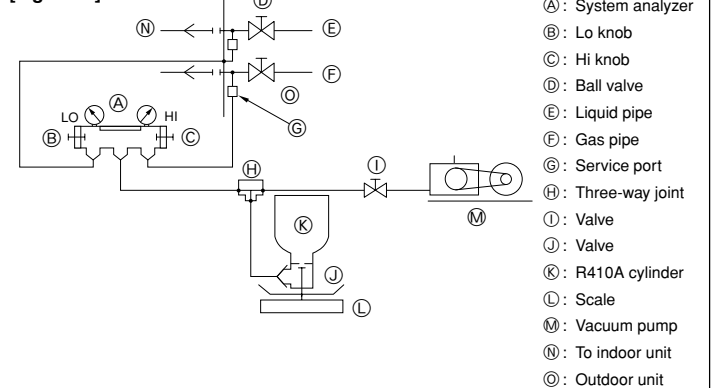 Ⓐ : System analyzer
Ⓑ : Lo knob
Ⓒ : Hi knob
Ⓓ : Ball valve
Ⓔ : Liquid pipe
Ⓕ : Gas pipe
Ⓖ : Service port
Ⓗ : Three-way joint
Ⓘ : Valve
Ⓙ : Valve
Ⓚ : R410A cylinder
Ⓛ : Scale
Ⓜ : Vacuum pump
Ⓝ : To indoor unit
Ⓞ : Outdoor unit
Ⓓ
Ⓝ
Ⓔ
Ⓕ
Ⓞ
Ⓐ
LO
HI
Ⓑ
Ⓒ
Ⓖ
Ⓗ
Ⓘ
Ⓚ
Ⓜ
Ⓙ
Ⓛ